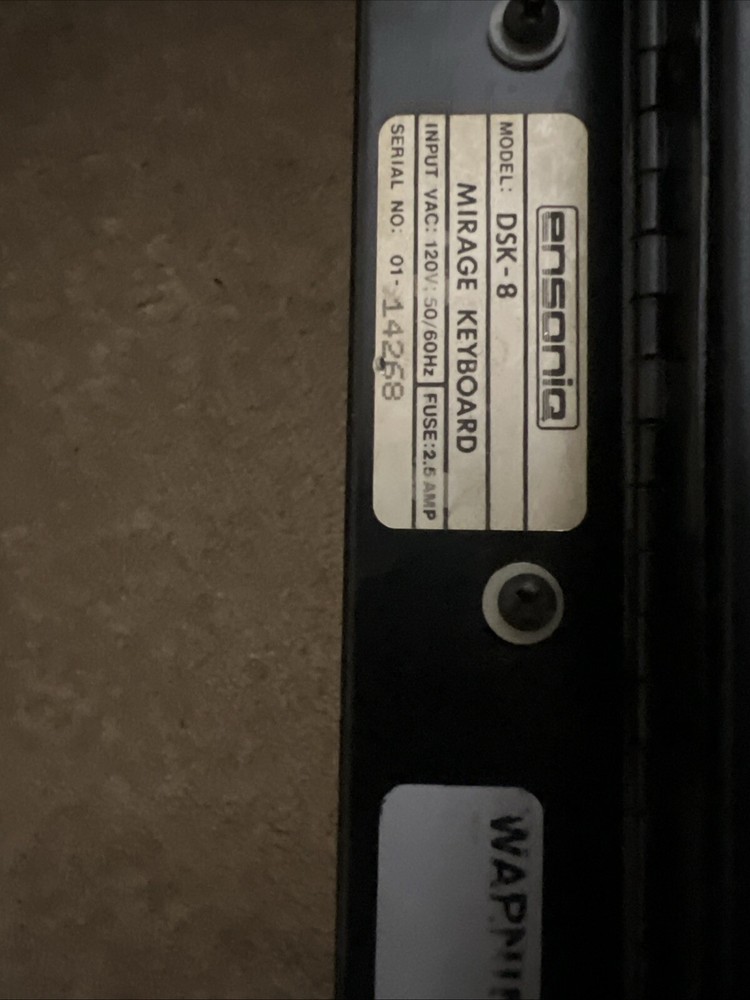 ensoniq
MODEL: DSK-8
MIRAGE KEYBOARD
INPUT VAC: 120V: 50/60Hz FUSE:2.5 AMP
SERIAL NO: 01-14268